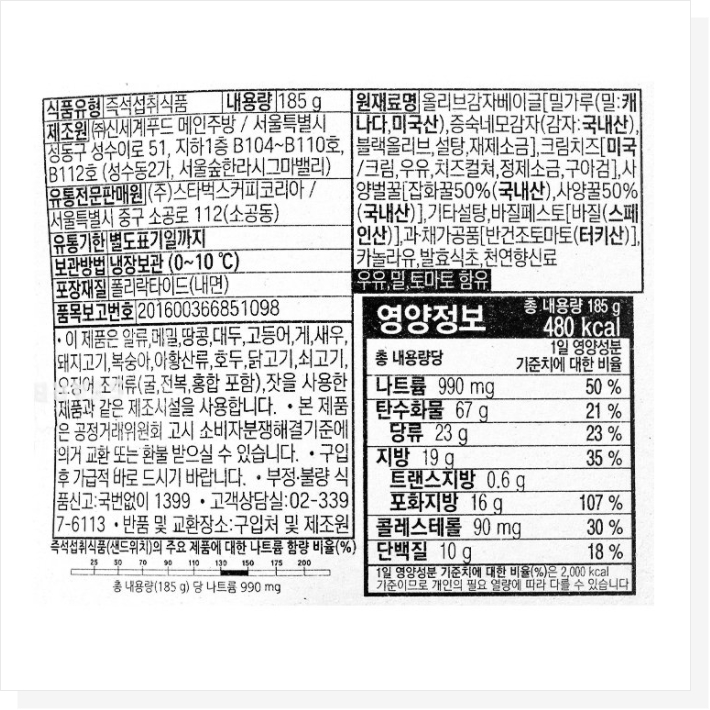 식품유형 즉석섭취식품 내용량 185 g
제조원 ㈜신세계푸드 메인주방 / 서울특별시
성동구 성수이로 51, 지하1층 B104~B110호,
B112호 (성수동2가, 서울숲한라시그마밸리)
유통전문판매원 (주)스타벅스커피코리아 /
서울특별시 중구 소공로 112(소공동)
유통기한 별도표기일까지
보관방법 냉장보관 (0~10 ℃)
포장재질 폴리락타이드(내면)
품목보고번호 201600366851098
• 이 제품은 알류,메밀,땅콩,대두,고등어,게,새우,
돼지고기,복숭아,아황산류,호두,닭고기,쇠고기,
오징어 조개류(굴,전복,홍합 포함),잣을 사용한
제품과 같은 제조시설을 사용합니다. • 본 제품
은 공정거래위원회 고시 소비자분쟁해결기준에
의거 교환 또는 환불 받으실 수 있습니다. • 구입
후 가급적 바로 드시기 바랍니다. • 부정·불량 식
품신고:국번없이 1399 • 고객상담실:02-339
7-6113 • 반품 및 교환장소:구입처 및 제조원
즉석섭취식품(샌드위치)의 주요 제품에 대한 나트륨 함량 비율(%)
25 50 70 90 110 130 150 175 200
총 내용량(185 g) 당 나트륨 990 mg
원재료명 올리브감자베이글[밀가루(밀:캐
나다,미국산),증숙네모감자(감자:국내산),
블랙올리브,설탕,재제소금],크림치즈[미국
/크림,우유,치즈컬쳐,정제소금,구아검],사
양벌꿀[잡화꿀50%(국내산),사양꿀50%
(국내산)],기타설탕,바질페스토[바질(스페
인산)],과·채가공품[반건조토마토(터키산)],
카놀라유,발효식초,천연향신료
우유,밀,토마토 함유
영양정보 총 내용량 185 g
480 kcal
총 내용량당 1일 영양성분
기준치에 대한 비율
나트륨 990 mg 50 %
탄수화물 67 g 21 %
당류 23 g 23 %
지방 19 g 35 %
트랜스지방 0.6 g
포화지방 16 g 107 %
콜레스테롤 90 mg 30 %
단백질 10 g 18 %
1일 영양성분 기준치에 대한 비율(%)은 2,000 kcal
기준이므로 개인의 필요 열량에 따라 다를 수 있습니다